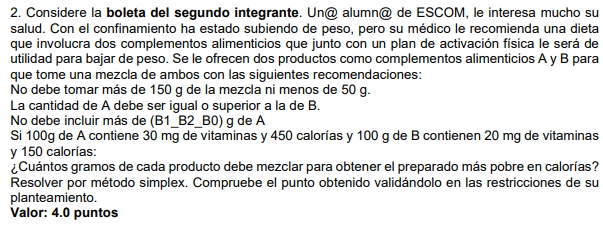 2. Considere la boleta del segundo integrante. Un@ alumn@ de ESCOM, le interesa mucho su
salud. Con el confinamiento ha estado subiendo de peso, pero su médico le recomienda una dieta
que involucra dos complementos alimenticios que junto con un plan de activación física le será de
utilidad para bajar de peso. Se le ofrecen dos productos como complementos alimenticios A y B para
que tome una mezcla de ambos con las siguientes recomendaciones:
No debe tomar más de 150 g de la mezcla ni menos de 50 g.
La cantidad de A debe ser igual o superior a la de B.
No debe incluir más de (B1_B2_B0) g de A
Si 100g de A contiene 30 mg de vitaminas y 450 calorías y 100 g de B contienen 20 mg de vitaminas
y 150 calorías:
¿Cuántos gramos de cada producto debe mezclar para obtener el preparado más pobre en calorías?
Resolver por método simplex. Compruebe el punto obtenido validándolo en las restricciones de su
planteamiento.
Valor: 4.0 puntos